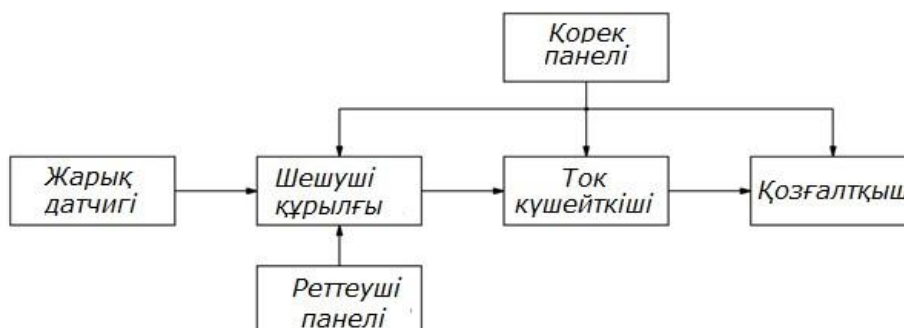 Қорек
панелі
Жарық
датчигі
Шешуші
құрылғы
Ток
күшейткіші
Қозғалтқыш
Реттеуші
панелі